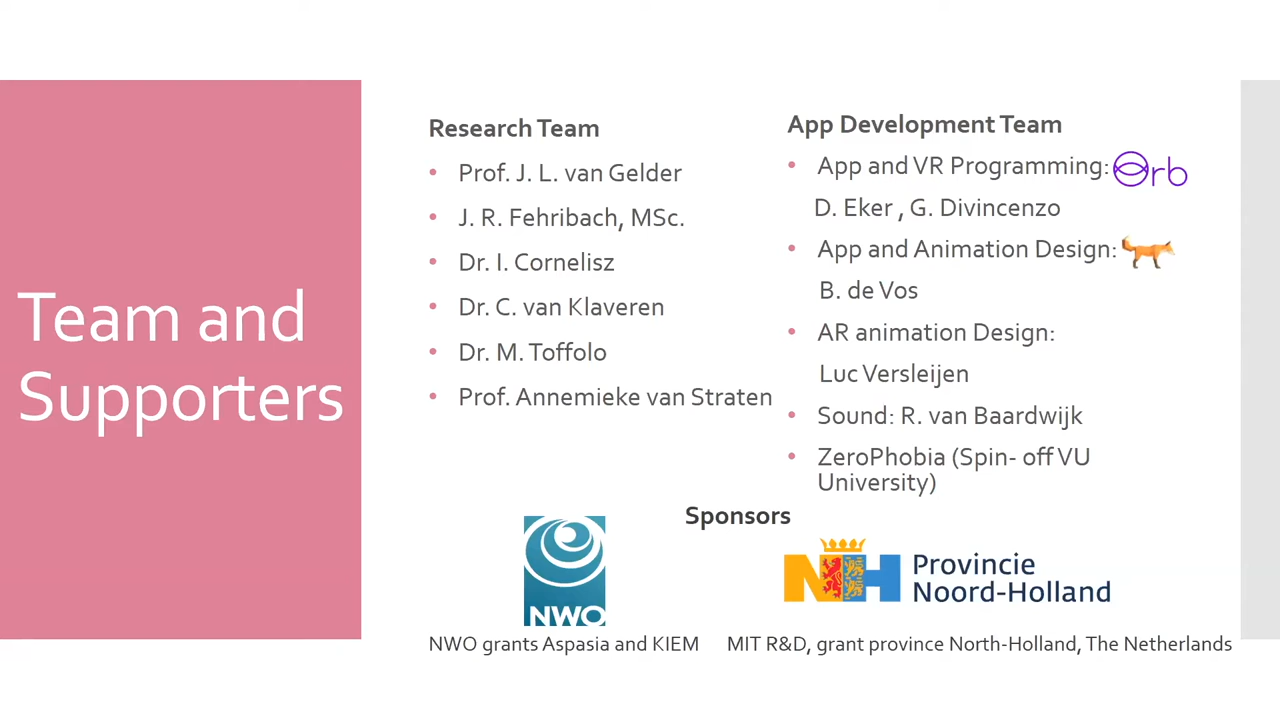 Team and
Supporters
Research Team
• Prof. J. L. van Gelder
• J. R. Fehribach, MSc.
• Dr. I. Cornelisz
• Dr. C. van Klaveren
• Dr. M. Toffolo
• Prof. Annemieke van Straten
App Development Team
• App and VR Programming: Orb
D. Eker , G. Divincenzo
• App and Animation Design:
B. de Vos
• AR animation Design:
Luc Versleijen
• Sound: R. van Baardwijk
• ZeroPhobia (Spin- off VU
University)
Sponsors
NWO
NH Provincie
Noord-Holland
NWO grants Aspasia and KIEM
MIT R&D, grant province North-Holland, The Netherlands